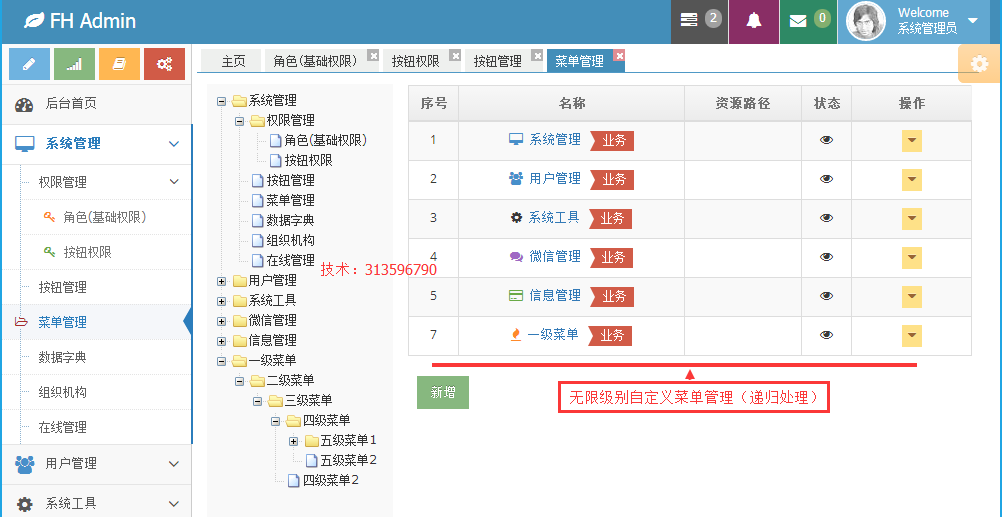 FH Admin
2
0
Welcome
系统管理员
后台首页
系统管理
权限管理
角色(基础权限)
按钮权限
按钮管理
菜单管理
数据字典
组织机构
在线管理
用户管理
系统工具
主页
角色(基础权限)
按钮权限
按钮管理
菜单管理
系统管理
权限管理
角色(基础权限)
按钮权限
按钮管理
菜单管理
数据字典
组织机构
在线管理
用户管理
系统工具
微信管理
信息管理
一级菜单
二级菜单
三级菜单
四级菜单
五级菜单1
五级菜单2
四级菜单2
技术：313596790
序号 名称 资源路径 状态 操作
1 系统管理 业务
2 用户管理 业务
3 系统工具 业务
4 微信管理 业务
5 信息管理 业务
7 一级菜单 业务
新增
无限级别自定义菜单管理（递归处理）